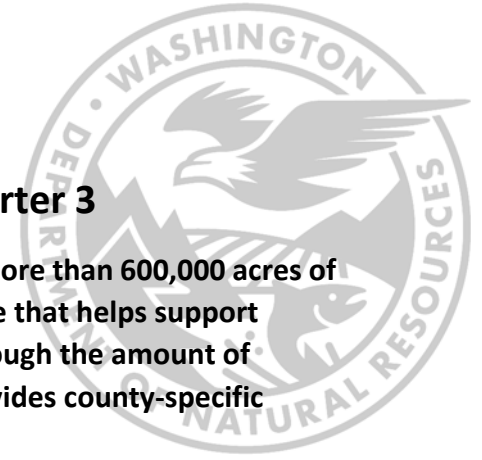 WASHINGTON
DEPARTMENT OF NATURAL RESOURCES
rter 3
ore than 600,000 acres of
e that helps support
ough the amount of
vides county-specific